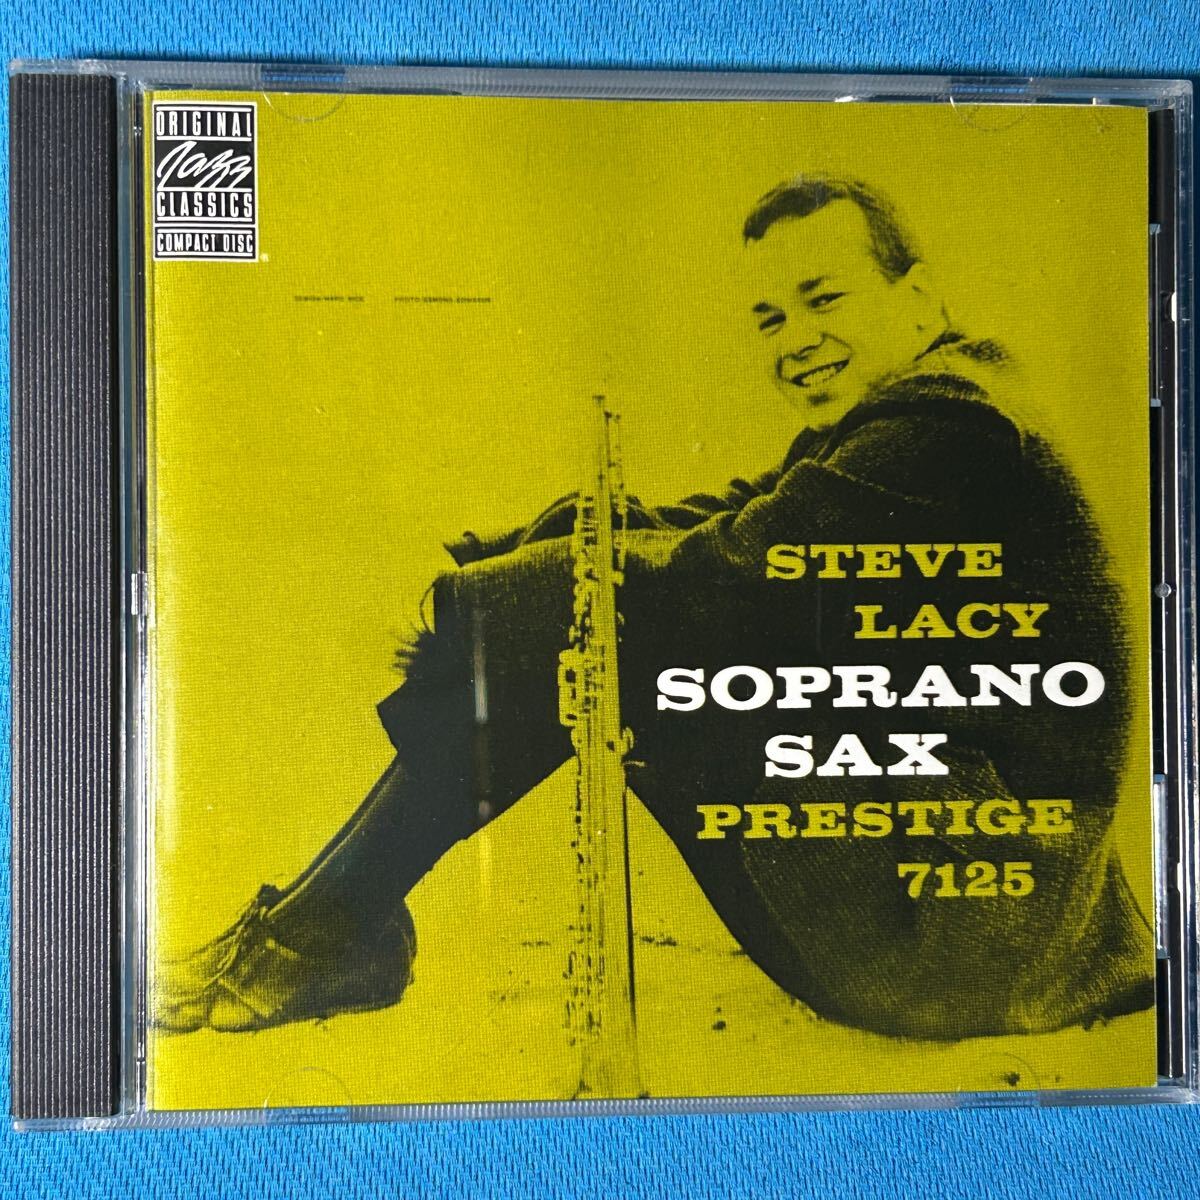 ORIGINAL
Jazz
CLASSICS
COMPACT DISC
STEVE
LACY
SOPRANO
SAX
PRESTIGE
7125